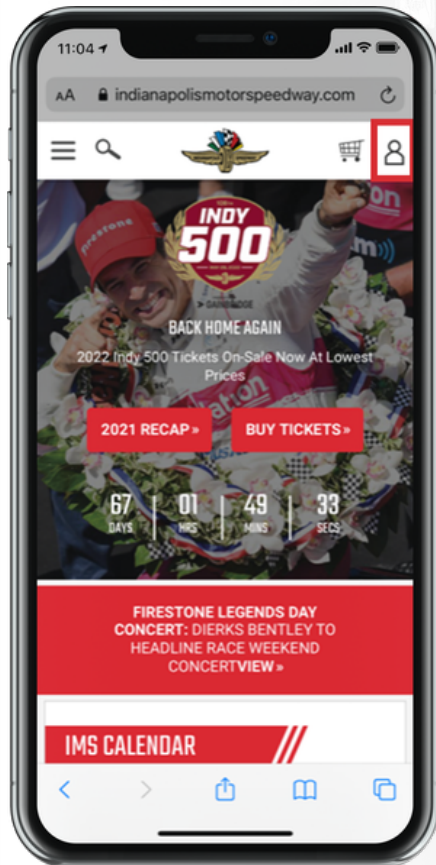 11:04
AA indianapolismotorspeedway.com
Firestone
INDY
500
GAINBRIDGE
BACK HOME AGAIN
2022 Indy 500 Tickets On-Sale Now At Lowest
Prices
2021 RECAP» BUY TICKETS»
67 01 49 33
DAYS HRS MINS SECS
FIRESTONE LEGENDS DAY
CONCERT: DIERKS BENTLEY TO
HEADLINE RACE WEEKEND
CONCERTVIEW»
IMS CALENDAR